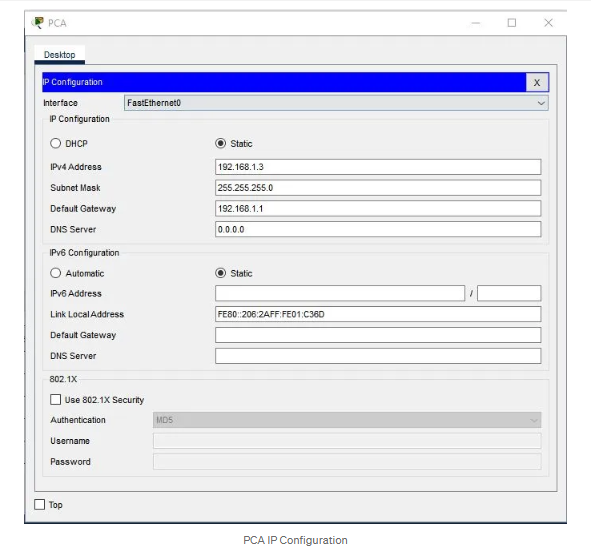 PCA
Desktop
IP Configuration X
Interface FastEthernet0
IP Configuration
DHCP Static
IPv4 Address 192.168.1.3
Subnet Mask 255.255.255.0
Default Gateway 192.168.1.1
DNS Server 0.0.0.0
IPv6 Configuration
Automatic Static
IPv6 Address /
Link Local Address FE80::206:2AFF:FE01:C36D
Default Gateway
DNS Server
802.1X
Use 802.1X Security
Authentication MD5
Username
Password
Top
PCA IP Configuration